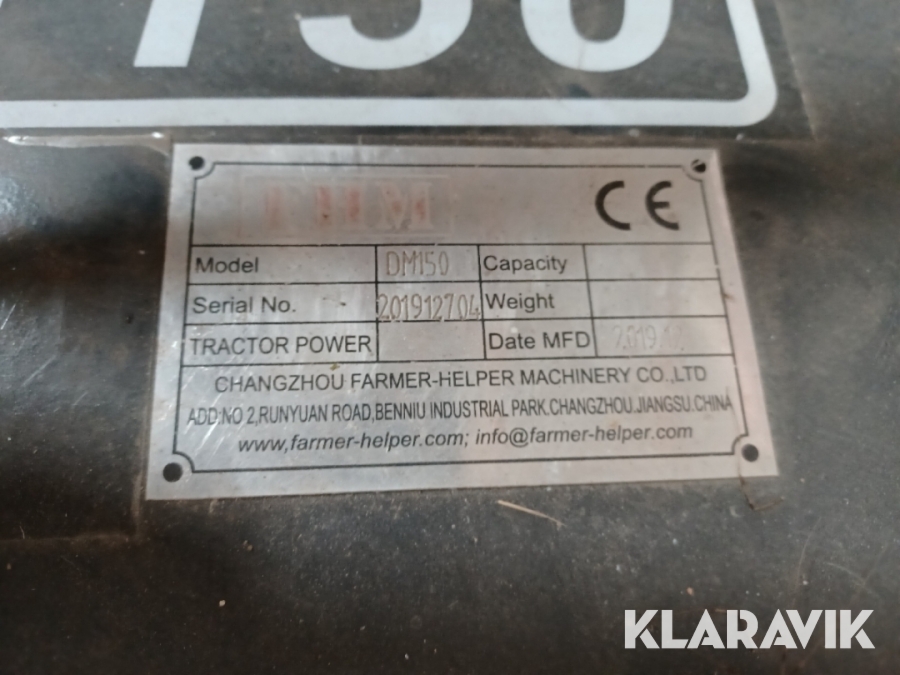 CE
Model DM150 Capacity
Serial No. 201912704 Weight
TRACTOR POWER Date MFD 2019.12
CHANGZHOU FARMER-HELPER MACHINERY CO.,LTD
ADD:NO 2,RUNYUAN ROAD,BENNIU INDUSTRIAL PARK,CHANGZHOU.JIANGSU.CHINA
www,farmer-helper.com; info@farmer-helper.com
KLARAVIK